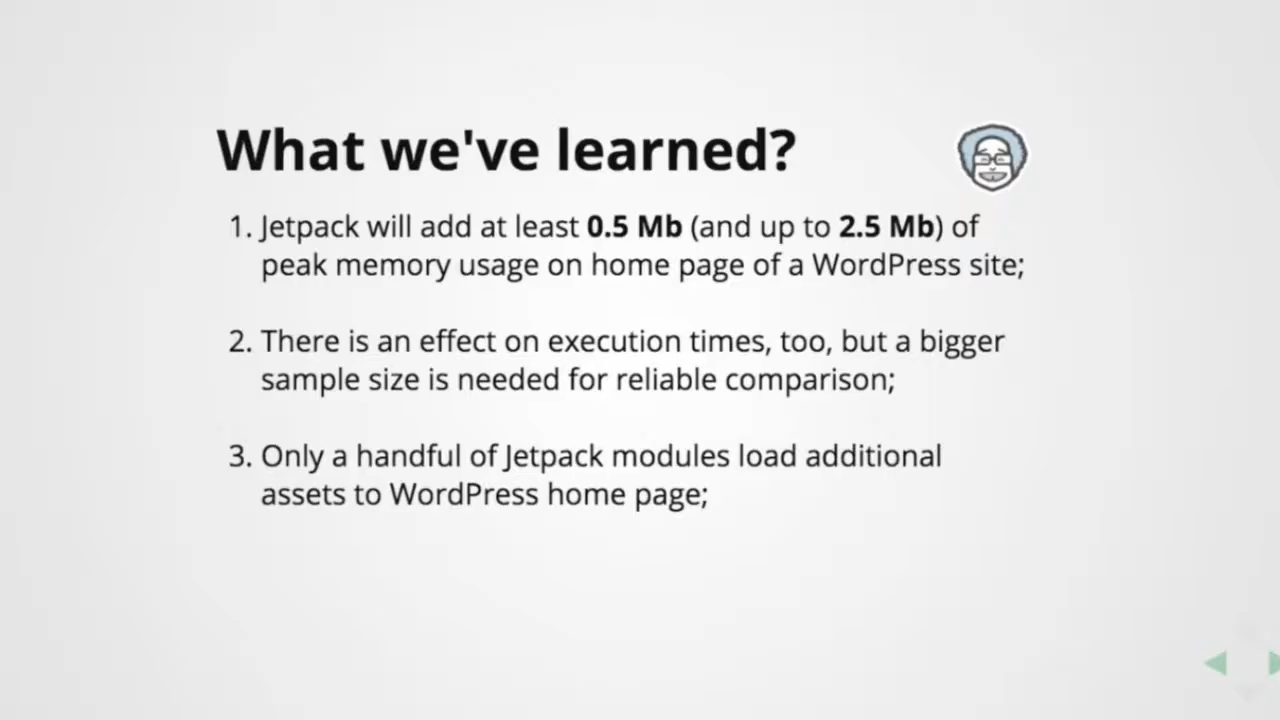 What we've learned?
1. Jetpack will add at least 0.5 Mb (and up to 2.5 Mb) of
peak memory usage on home page of a WordPress site;
2. There is an effect on execution times, too, but a bigger
sample size is needed for reliable comparison;
3. Only a handful of Jetpack modules load additional
assets to WordPress home page;